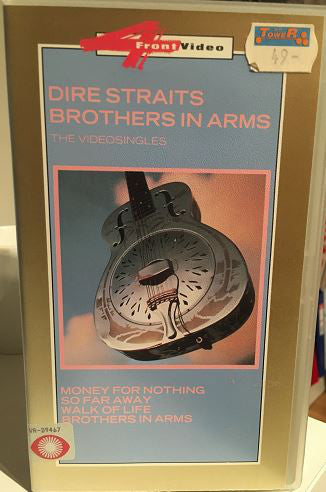 4 Front Video
TOWER
49-
DIRE STRAITS
BROTHERS IN ARMS
THE VIDEOSINGLES
MONEY FOR NOTHING
SO FAR AWAY
WALK OF LIFE
BROTHERS IN ARMS
VR-29467